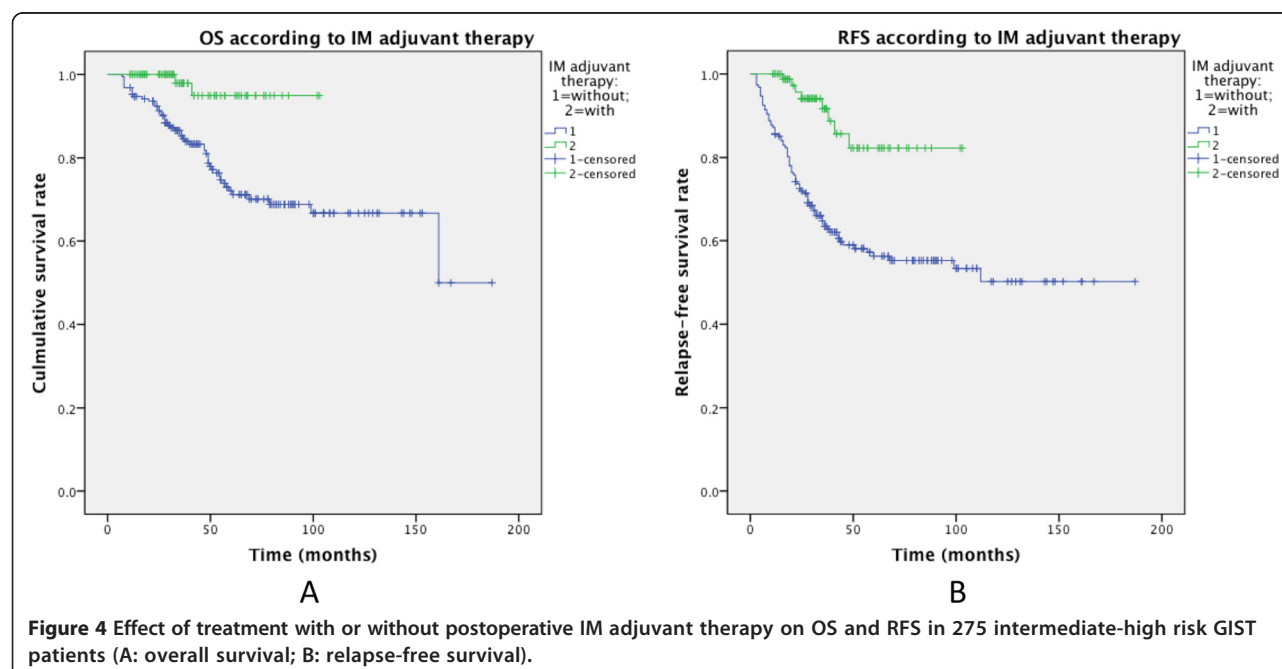 OS according to IM adjuvant therapy
1.0
0.8
0.6
0.4
0.2
0.0
Culmulative survival rate
0 50 100 150 200
Time (months)
IM adjuvant
therapy:
1=without;
2=with
1
2
1-censored
2-censored
A
RFS according to IM adjuvant therapy
1.0
0.8
0.6
0.4
0.2
0.0
Relapse-free survival rate
0 50 100 150 200
Time (months)
IM adjuvant
therapy:
1=without;
2=with
1
2
1-censored
2-censored
B
Figure 4 Effect of treatment with or without postoperative IM adjuvant therapy on OS and RFS in 275 intermediate-high risk GIST
patients (A: overall survival; B: relapse-free survival).